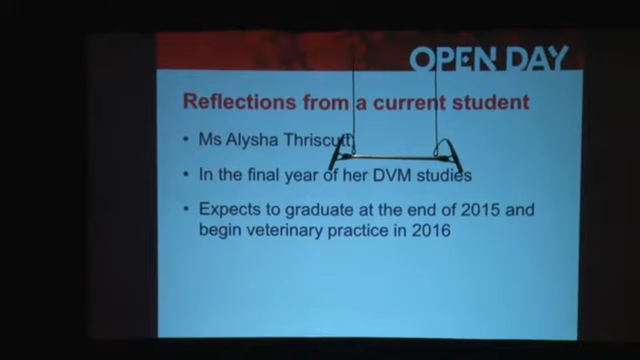 OPEN DAY
Reflections from a current student
• Ms Alysha Thriscutt
• In the final year of her DVM studies
• Expects to graduate at the end of 2015 and
begin veterinary practice in 2016